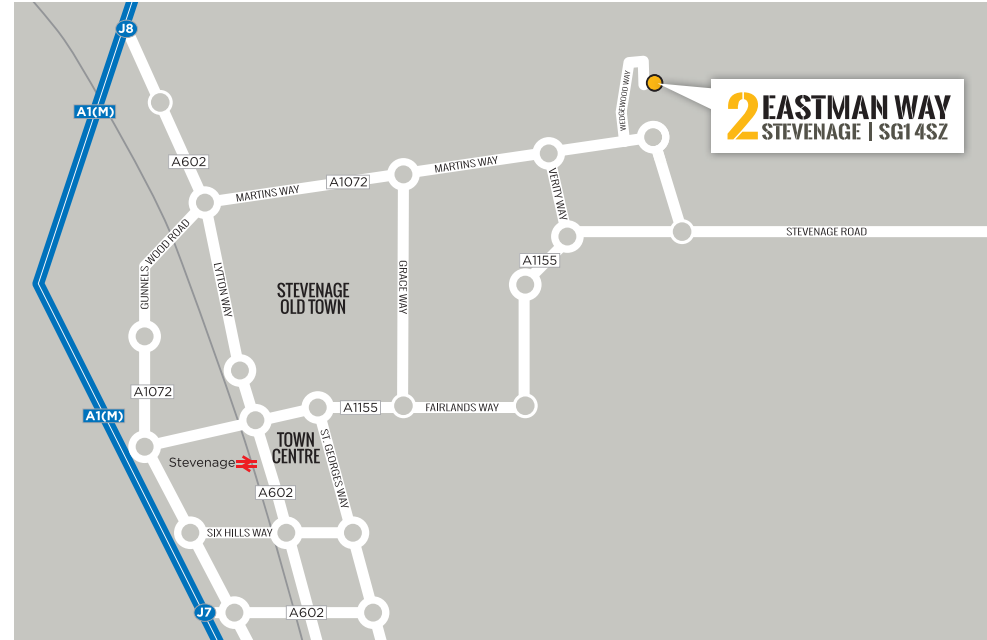 J8
A1(M)
WEDGEWOOD WAY
2 EASTMAN WAY
STEVENAGE | SG1 4SZ
A602
MARTINS WAY
A1072
MARTINS WAY
VERITY WAY
GUNNELS WOOD ROAD
LYTTON WAY
GRACE WAY
STEVENAGE ROAD
A1155
STEVENAGE
OLD TOWN
A1072
A1(M)
A1155
FAIRLANDS WAY
TOWN
CENTRE
ST. GEORGES WAY
Stevenage
A602
SIX HILLS WAY
J7
A602